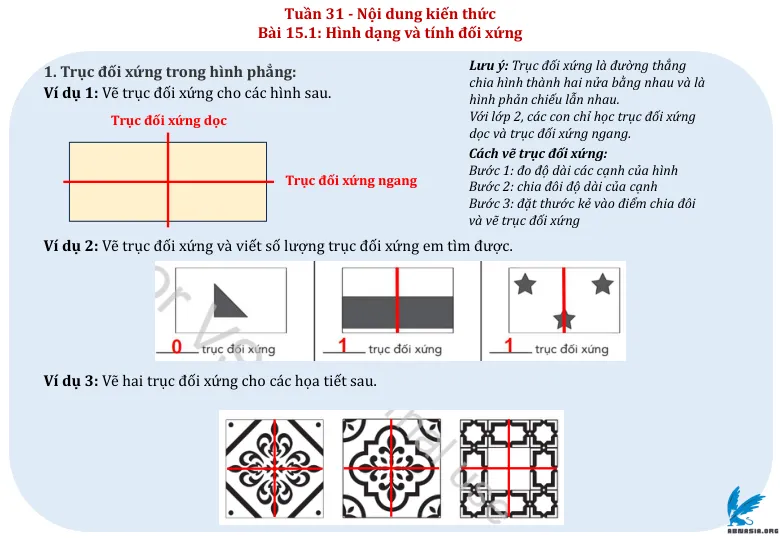 Tuần 31 - Nội dung kiến thức
Bài 15.1: Hình dạng và tính đối xứng
1. Trục đối xứng trong hình phẳng:
Ví dụ 1: Vẽ trục đối xứng cho các hình sau.
Trục đối xứng dọc
Trục đối xứng ngang
Lưu ý: Trục đối xứng là đường thẳng
chia hình thành hai nửa bằng nhau và là
hình phản chiếu lẫn nhau.
Với lớp 2, các con chỉ học trục đối xứng
dọc và trục đối xứng ngang.
Cách vẽ trục đối xứng:
Bước 1: đo độ dài các cạnh của hình
Bước 2: chia đôi độ dài của cạnh
Bước 3: đặt thước kẻ vào điểm chia đôi
và vẽ trục đối xứng
Ví dụ 2: Vẽ trục đối xứng và viết số lượng trục đối xứng em tìm được.
0 trục đối xứng
1 trục đối xứng
1 trục đối xứng
Ví dụ 3: Vẽ hai trục đối xứng cho các họa tiết sau.
ABMASIA.ORG